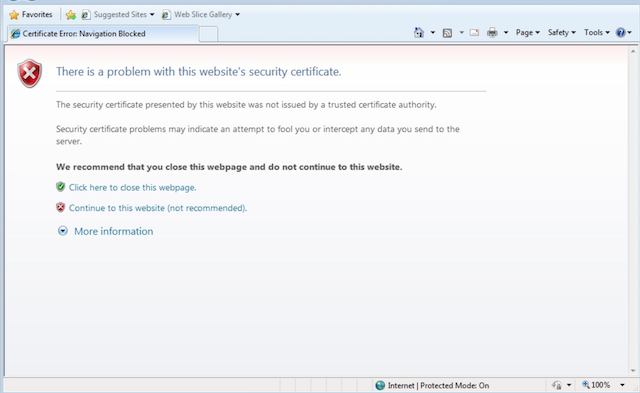 Favorites Suggested Sites Web Slice Gallery
Certificate Error: Navigation Blocked Page Safety Tools
There is a problem with this website's security certificate.
The security certificate presented by this website was not issued by a trusted certificate authority.
Security certificate problems may indicate an attempt to fool you or intercept any data you send to the
server.
We recommend that you close this webpage and do not continue to this website.
Click here to close this webpage.
Continue to this website (not recommended).
More information
Internet | Protected Mode: On 100%